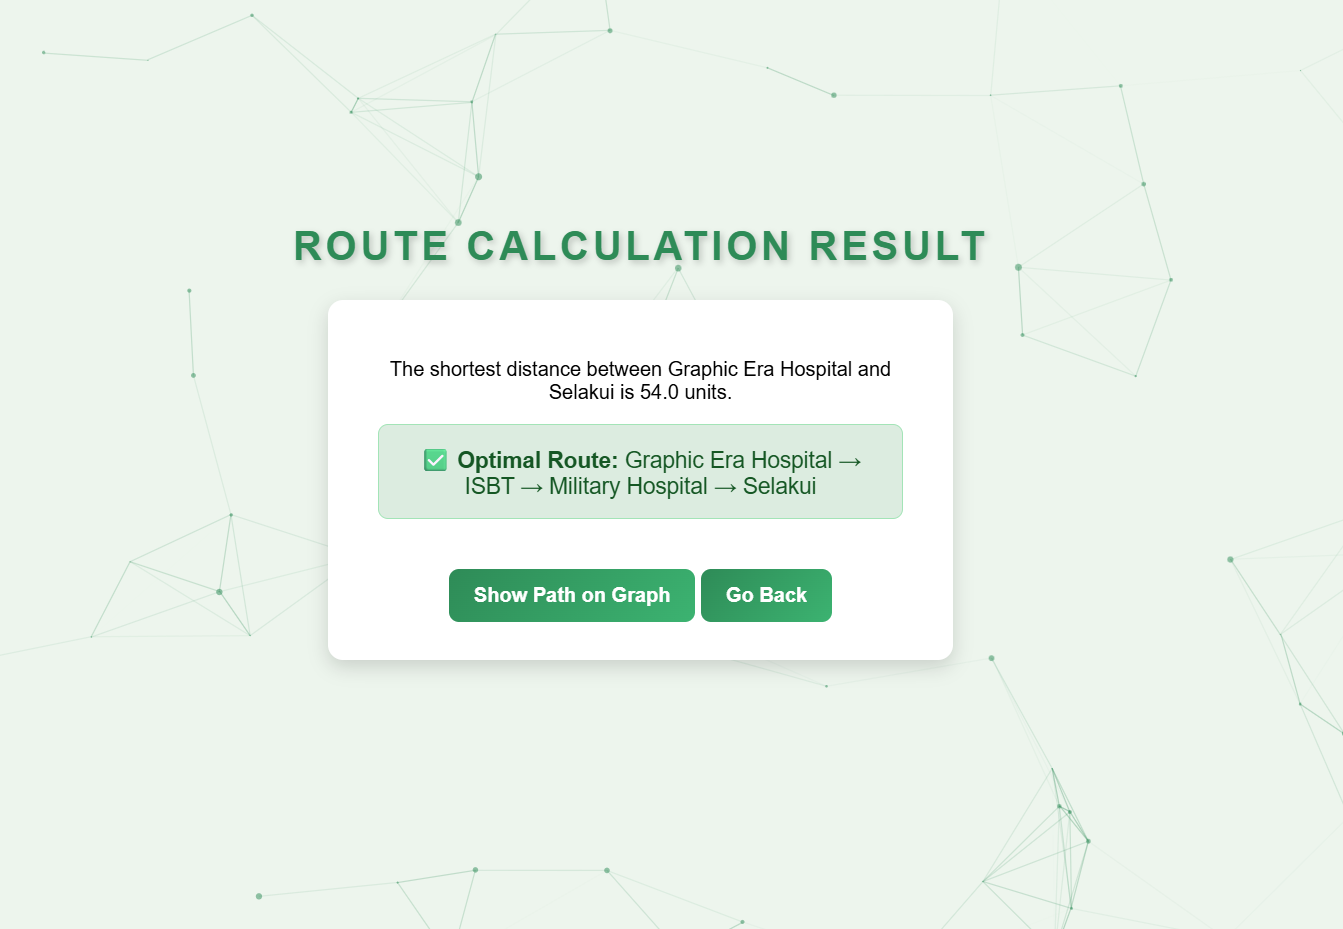 ROUTE CALCULATION RESULT
The shortest distance between Graphic Era Hospital and
Selakui is 54.0 units.
✅ Optimal Route: Graphic Era Hospital →
ISBT → Military Hospital → Selakui
Show Path on Graph
Go Back